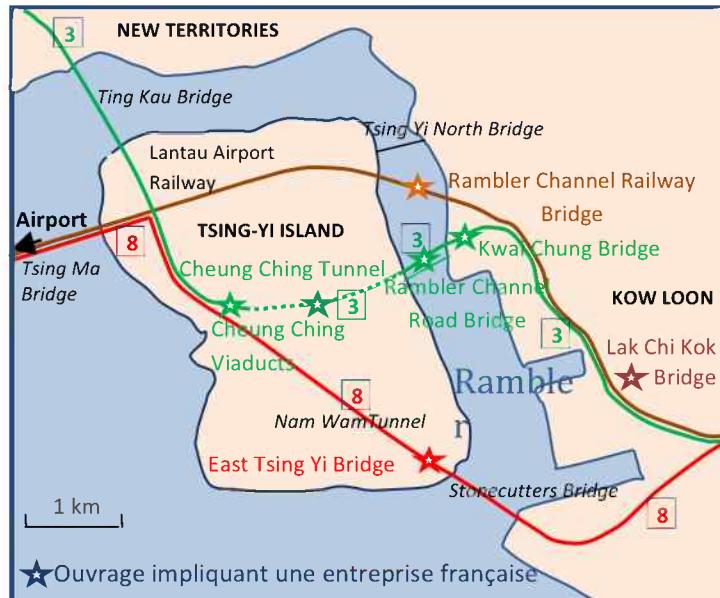 NEW TERRITORIES
3
Ting Kau Bridge
Tsing Yi North Bridge
Lantau Airport
Railway
Rambler Channel Railway
Bridge
Airport
8
TSING-YI ISLAND
3
Kwai Chung Bridge
Tsing Ma
Bridge
Cheung Ching Tunnel
Rambler Channel
Road Bridge
3
KOW LOON
Cheung Ching
Viaducts
3
Lak Chi Kok
Bridge
Ramble
r
8
Nam WamTunnel
East Tsing Yi Bridge
Stonecutters Bridge
8
1 km
Ouvrage impliquant une entreprise française